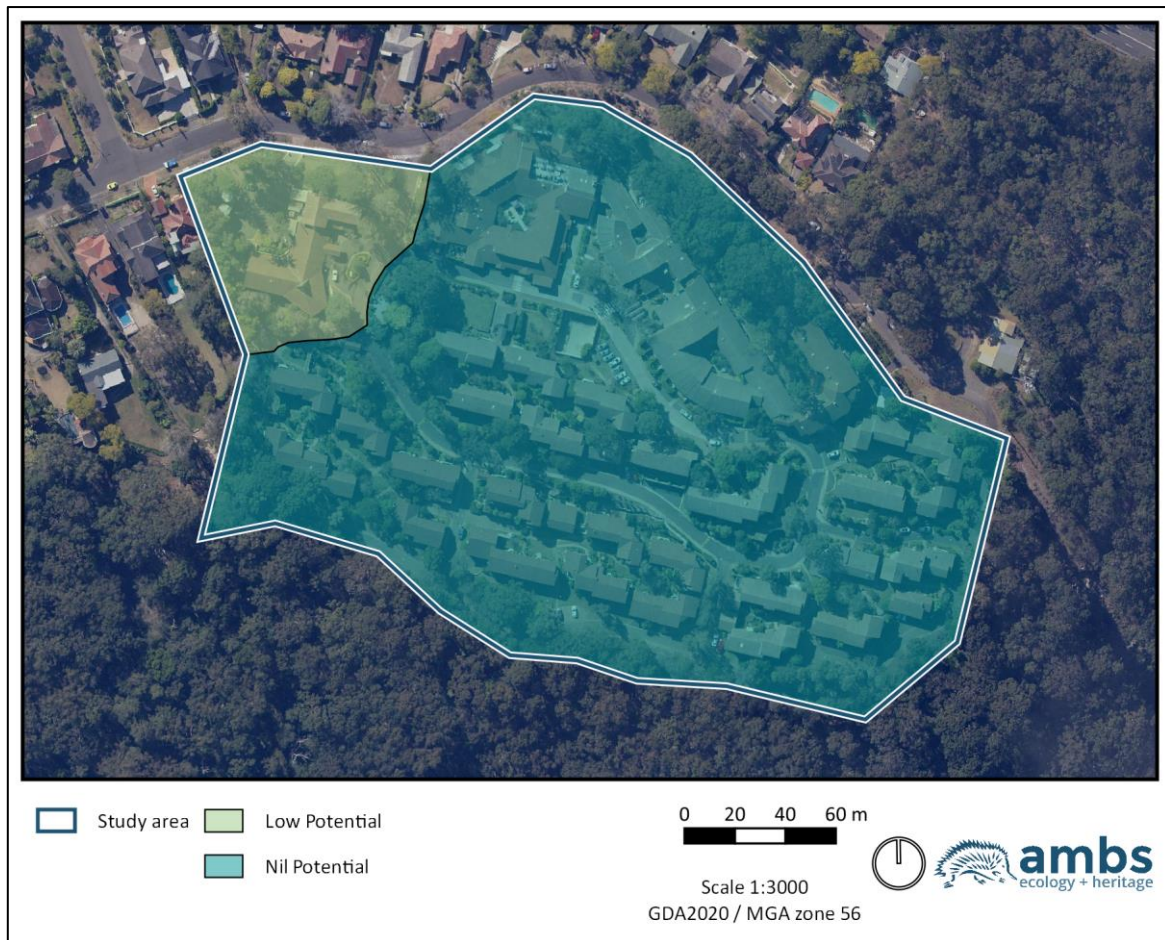 Study area
Low Potential
Nil Potential
0 20 40 60 m
Scale 1:3000
GDA2020 / MGA zone 56
ambs
ecology + heritage